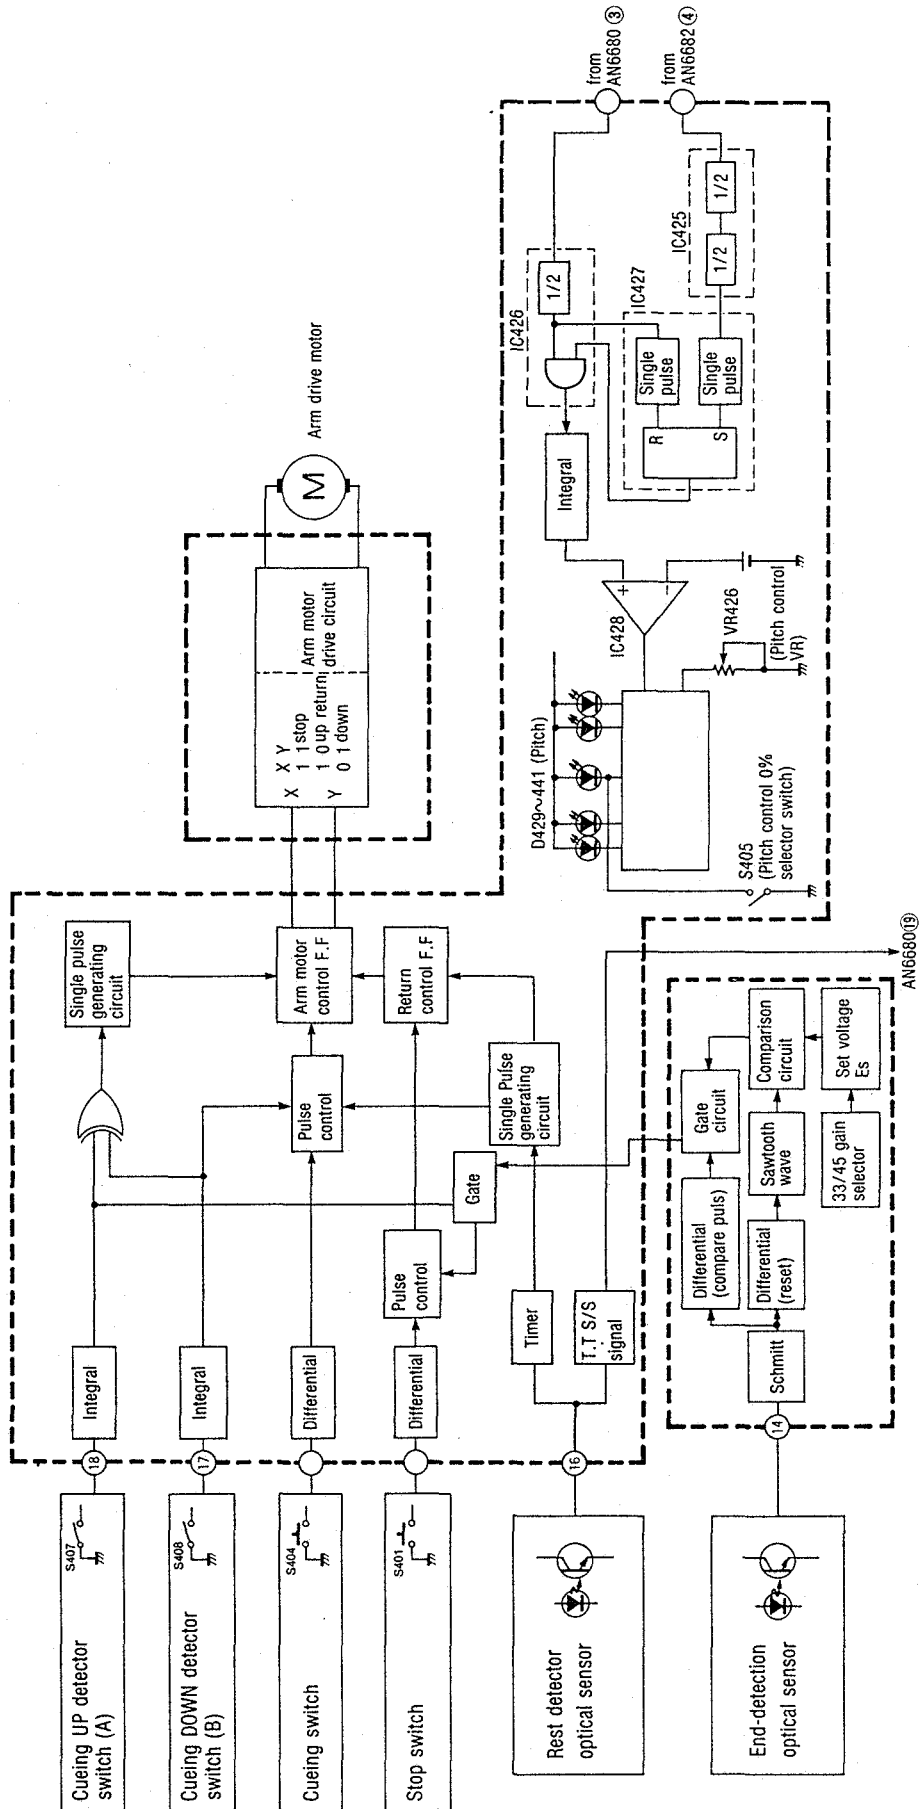 Cueing UP detector
switch (A)
S407
18
Integral
Single pulse
generating
circuit
Cueing DOWN detector
switch (B)
S408
17
Integral
Cueing switch
S404
Differential
Pulse
control
Arm motor
control F.F
Stop switch
S401
Differential
Pulse
control
Gate
Return
control F.F
Single Pulse
generating
circuit
Rest detector
optical sensor
16
Timer
T.T S/S
signal
AN6680⑲
End-detection
optical sensor
14
Schmitt
Differential
(compare puls)
Differential
(reset)
Gate
circuit
Sawtooth
wave
Comparison
circuit
33/45 gain
selector
Set voltage
Es
X
Y
X Y
1 1 stop
1 0 up return
0 1 down
Arm motor
drive circuit
M
Arm drive motor
D429~441 (Pitch)
S405
(Pitch control 0%
selector switch)
IC428
+
−
VR426
(Pitch control
VR)
Integral
IC426
1/2
from
AN6680③
IC427
R
S
Single
pulse
Single
pulse
IC425
1/2
1/2
from
AN6682④